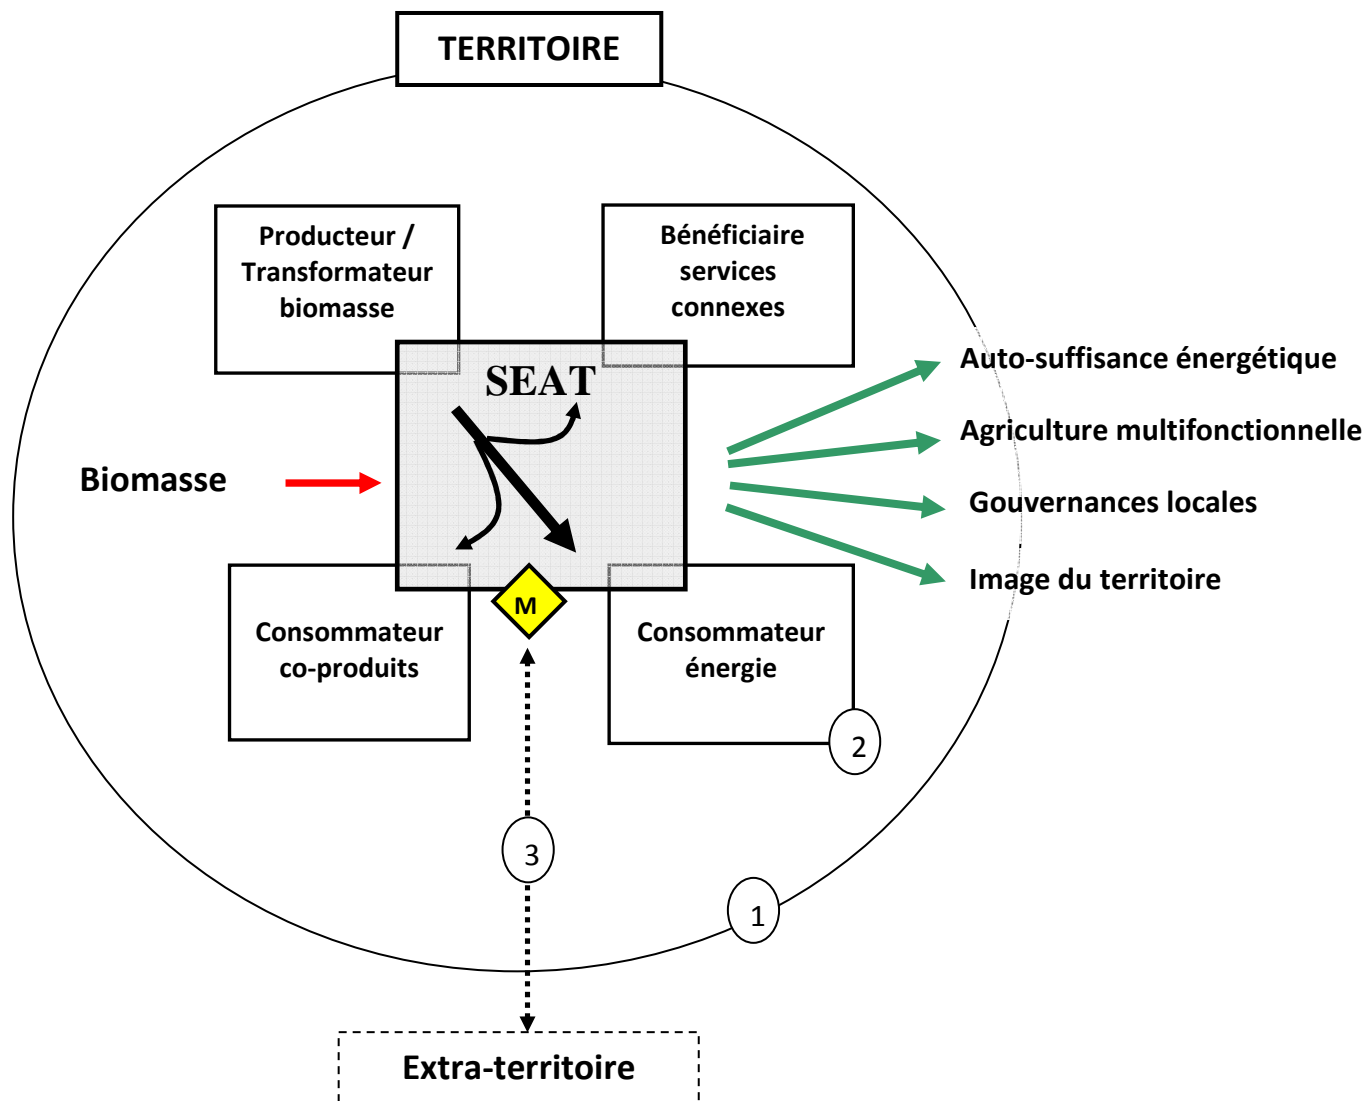 TERRITOIRE
Producteur /
Transformateur
biomasse
Bénéficiaire
services
connexes
SEAT
Biomasse
Auto-suffisance énergétique
Agriculture multifonctionnelle
Gouvernances locales
Image du territoire
M
Consommateur
co-produits
Consommateur
énergie
2
3
1
Extra-territoire